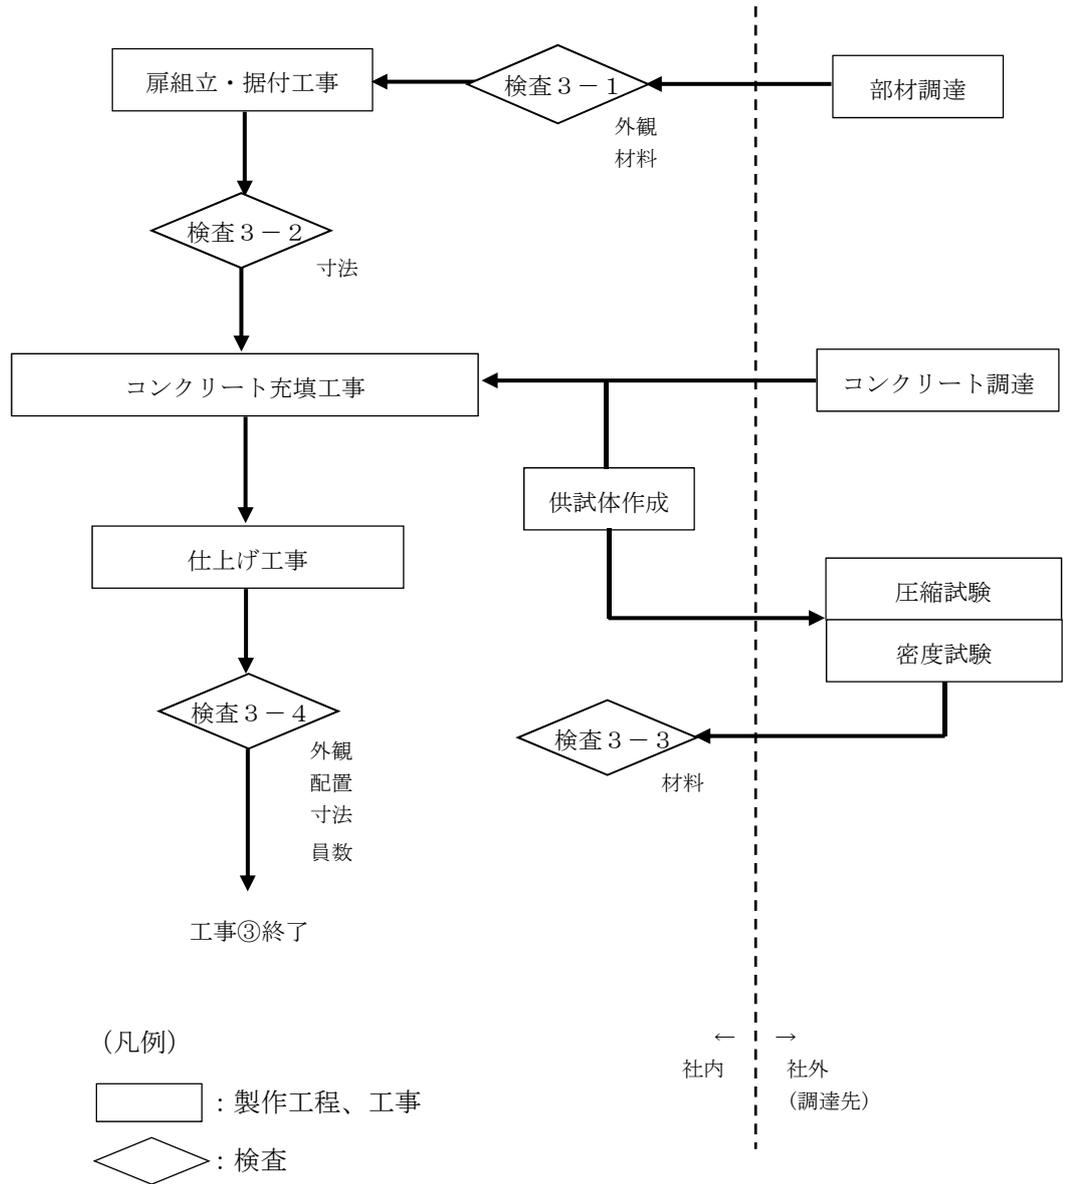 扉組立・据付工事
検査３－１
部材調達
外観
材料
検査３－２
寸法
コンクリート充填工事
コンクリート調達
供試体作成
仕上げ工事
圧縮試験
密度試験
検査３－４
検査３－３
外観
配置
寸法
員数
材料
工事③終了
（凡例）
← →
社内 社外
（調達先）
：製作工程、工事
：検査